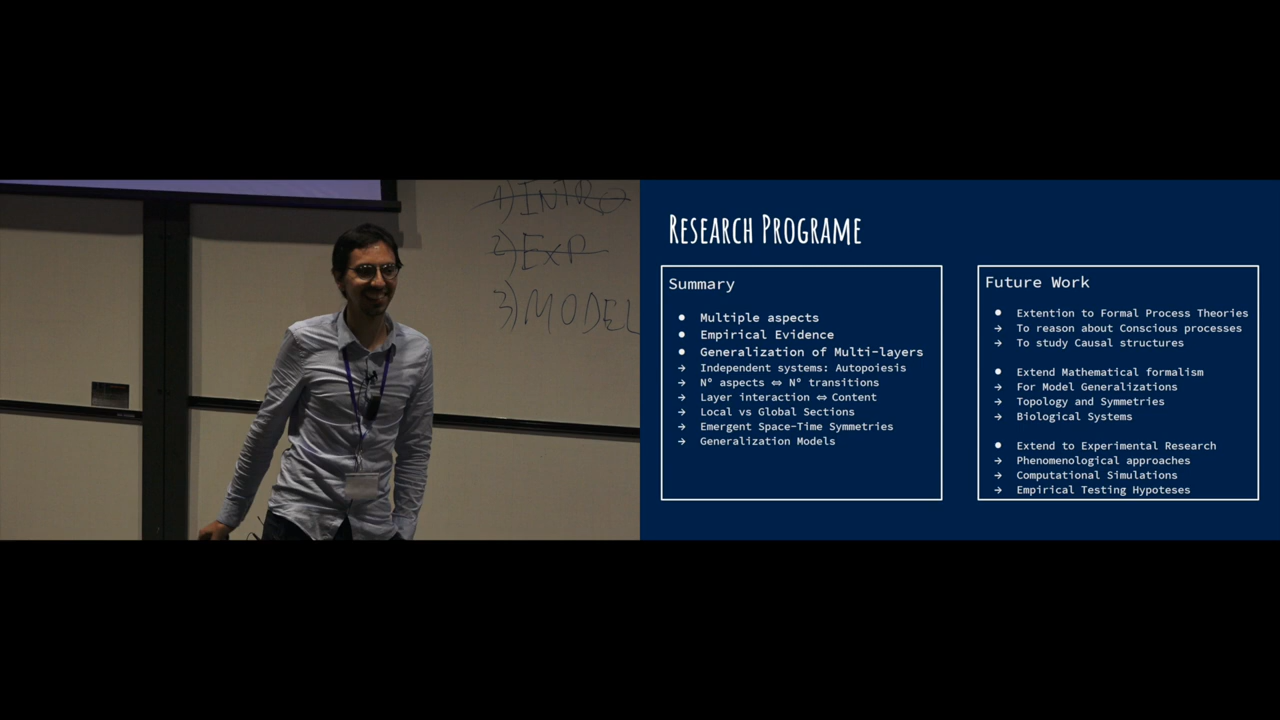 1) INTRO
2) EXP
3) MODEL
RESEARCH PROGRAME
Summary
● Multiple aspects
● Empirical Evidence
● Generalization of Multi-layers
→ Independent systems: Autopoiesis
→ Nº aspects ⇔ Nº transitions
→ Layer interaction ⇔ Content
→ Local vs Global Sections
→ Emergent Space-Time Symmetries
→ Generalization Models
Future Work
● Extention to Formal Process Theories
→ To reason about Conscious processes
→ To study Causal structures
● Extend Mathematical formalism
→ For Model Generalizations
→ Topology and Symmetries
→ Biological Systems
● Extend to Experimental Research
→ Phenomenological approaches
→ Computational Simulations
→ Empirical Testing Hypoteses